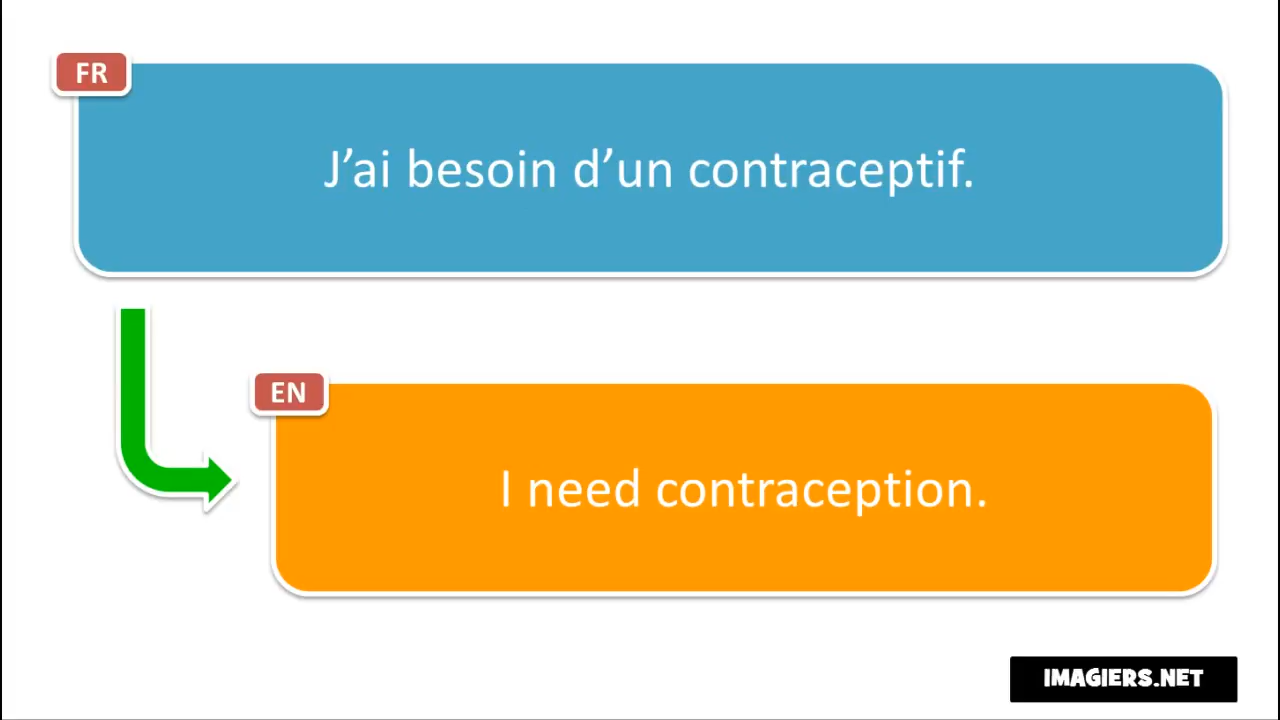 FR
J’ai besoin d’un contraceptif.
EN
I need contraception.
IMAGIERS.NET